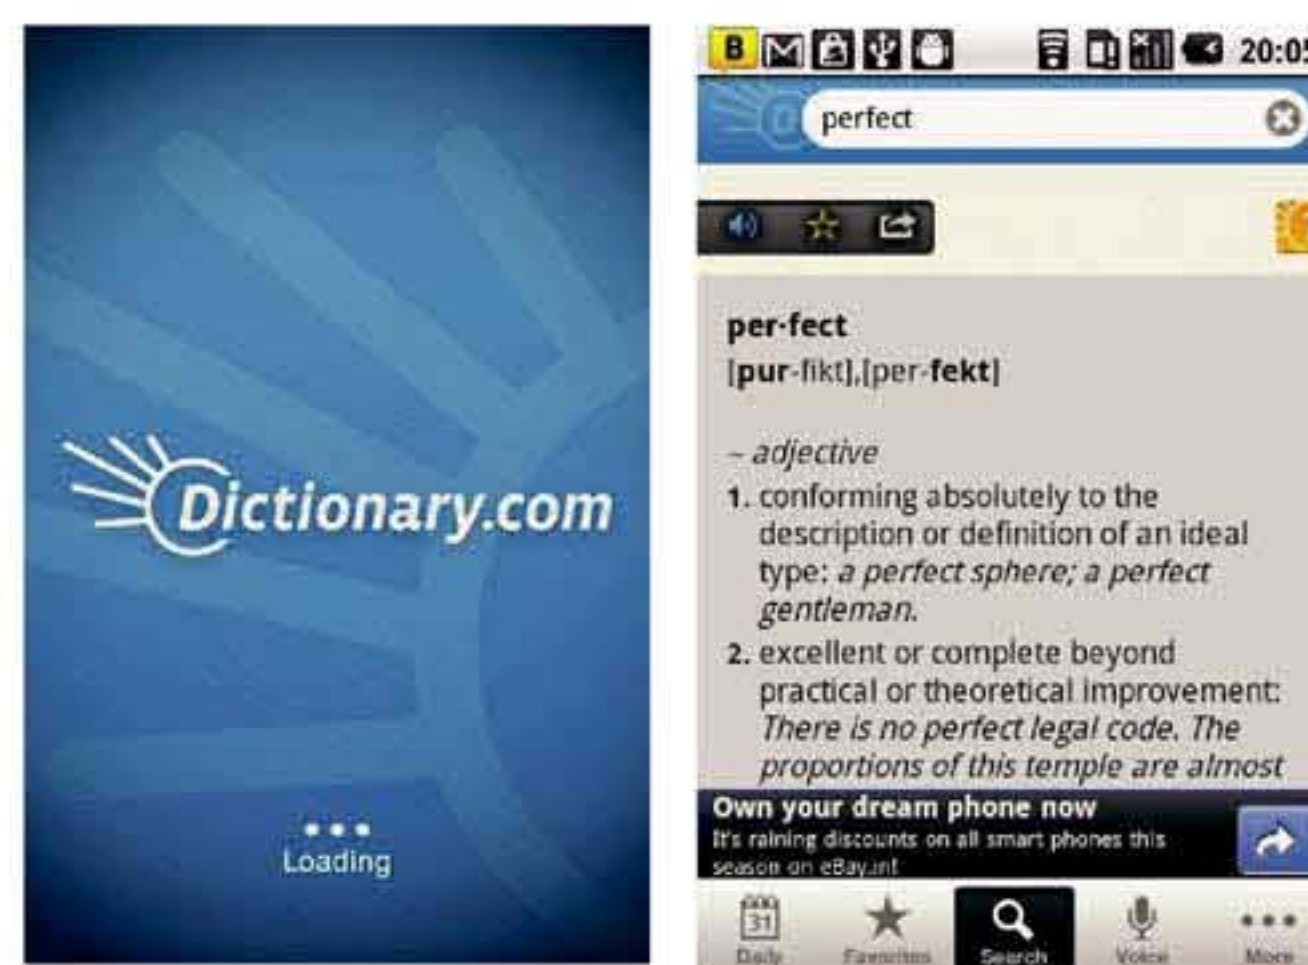 Dictionary.com
Loading
B
20:05
perfect
per·fect
[pur-fikt],[per-fekt]
– adjective
1. conforming absolutely to the
description or definition of an ideal
type: a perfect sphere; a perfect
gentleman.
2. excellent or complete beyond
practical or theoretical improvement:
There is no perfect legal code. The
proportions of this temple are almost
Own your dream phone now
It's raining discounts on all smart phones this
season on eBay.in!
31
Daily
Favorites
Search
Voice
More